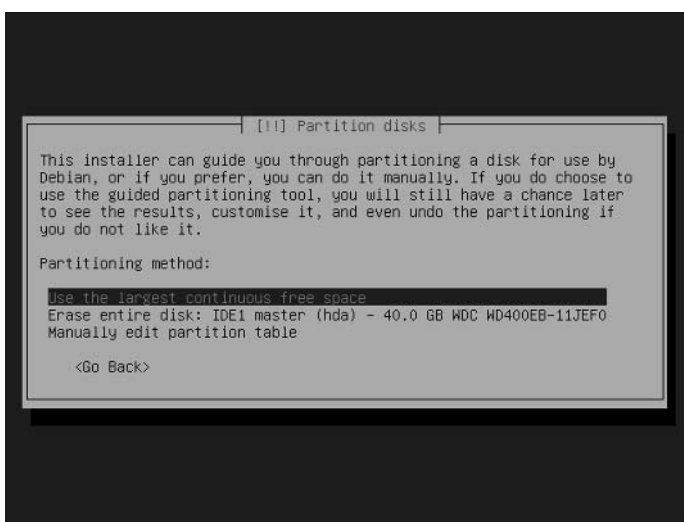 [!!] Partition disks
This installer can guide you through partitioning a disk for use by
Debian, or if you prefer, you can do it manually. If you do choose to
use the guided partitioning tool, you will still have a chance later
to see the results, customise it, and even undo the partitioning if
you do not like it.
Partitioning method:
Use the largest continuous free space
Erase entire disk: IDE1 master (hda) - 40.0 GB WDC WD400EB-11JEF0
Manually edit partition table
<Go Back>